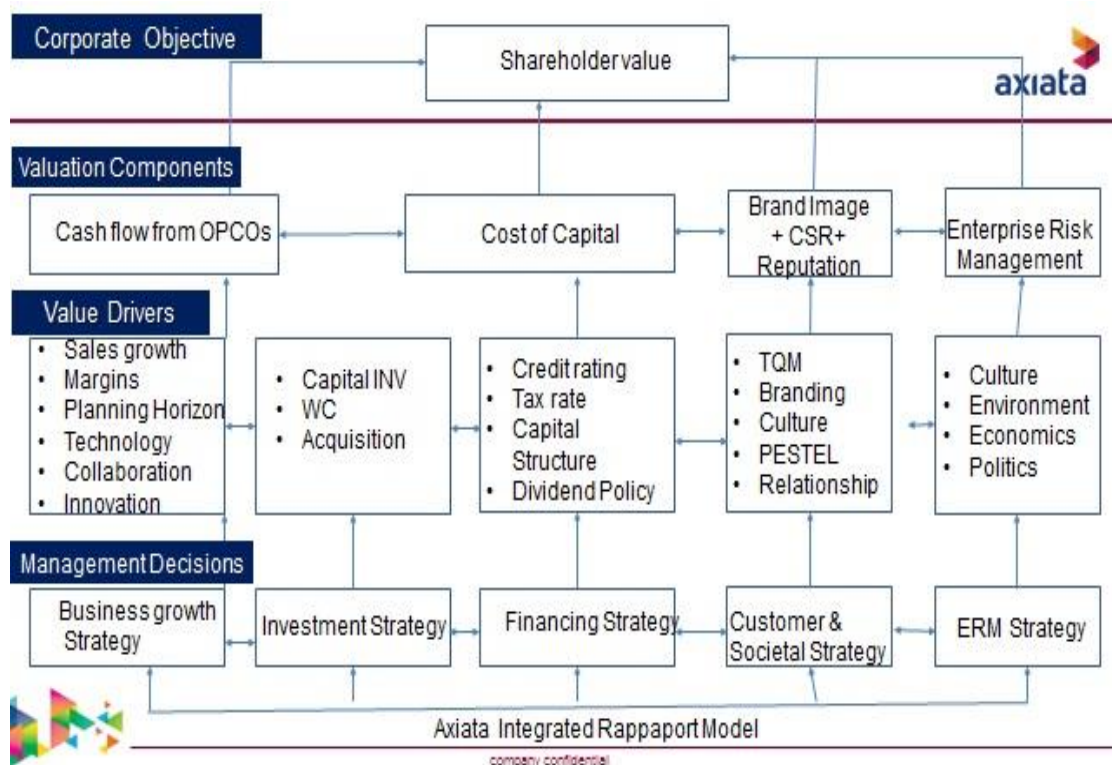 Corporate Objective
Shareholder value
axiata
Valuation Components
Cash flow from OPCOs
Cost of Capital
Brand Image
+ CSR+
Reputation
Enterprise Risk
Management
Value Drivers
• Sales growth
• Margins
• Planning Horizon
• Technology
• Collaboration
• Innovation
• Capital INV
• WC
• Acquisition
• Credit rating
• Tax rate
• Capital
Structure
• Dividend Policy
• TQM
• Branding
• Culture
• PESTEL
• Relationship
• Culture
• Environment
• Economics
• Politics
Management Decisions
Business growth
Strategy
Investment Strategy
Financing Strategy
Customer &
Societal Strategy
ERM Strategy
Axiata Integrated Rappaport Model
company confidential